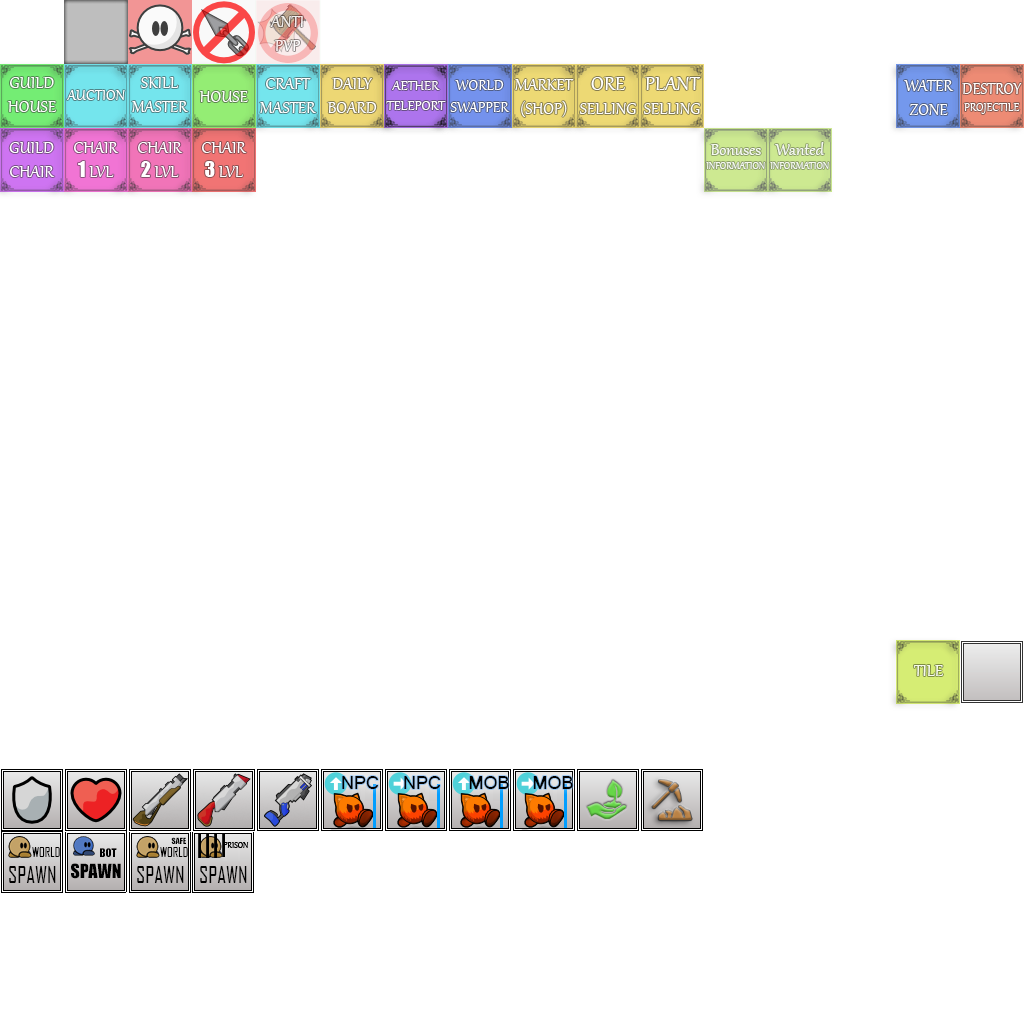 ANTI
PVP
GUILD
HOUSE
AUCTION
SKILL
MASTER
HOUSE
CRAFT
MASTER
DAILY
BOARD
AETHER
TELEPORT
WORLD
SWAPPER
MARKET
(SHOP)
ORE
SELLING
PLANT
SELLING
WATER
ZONE
DESTROY
PROJECTILE
GUILD
CHAIR
CHAIR
1 LVL
CHAIR
2 LVL
CHAIR
3 LVL
Bonuses
INFORMATION
Wanted
INFORMATION
TILE
NPC
NPC
MOB
MOB
WORLD
SPAWN
BOT
SPAWN
SAFE
WORLD
SPAWN
PRISON
SPAWN